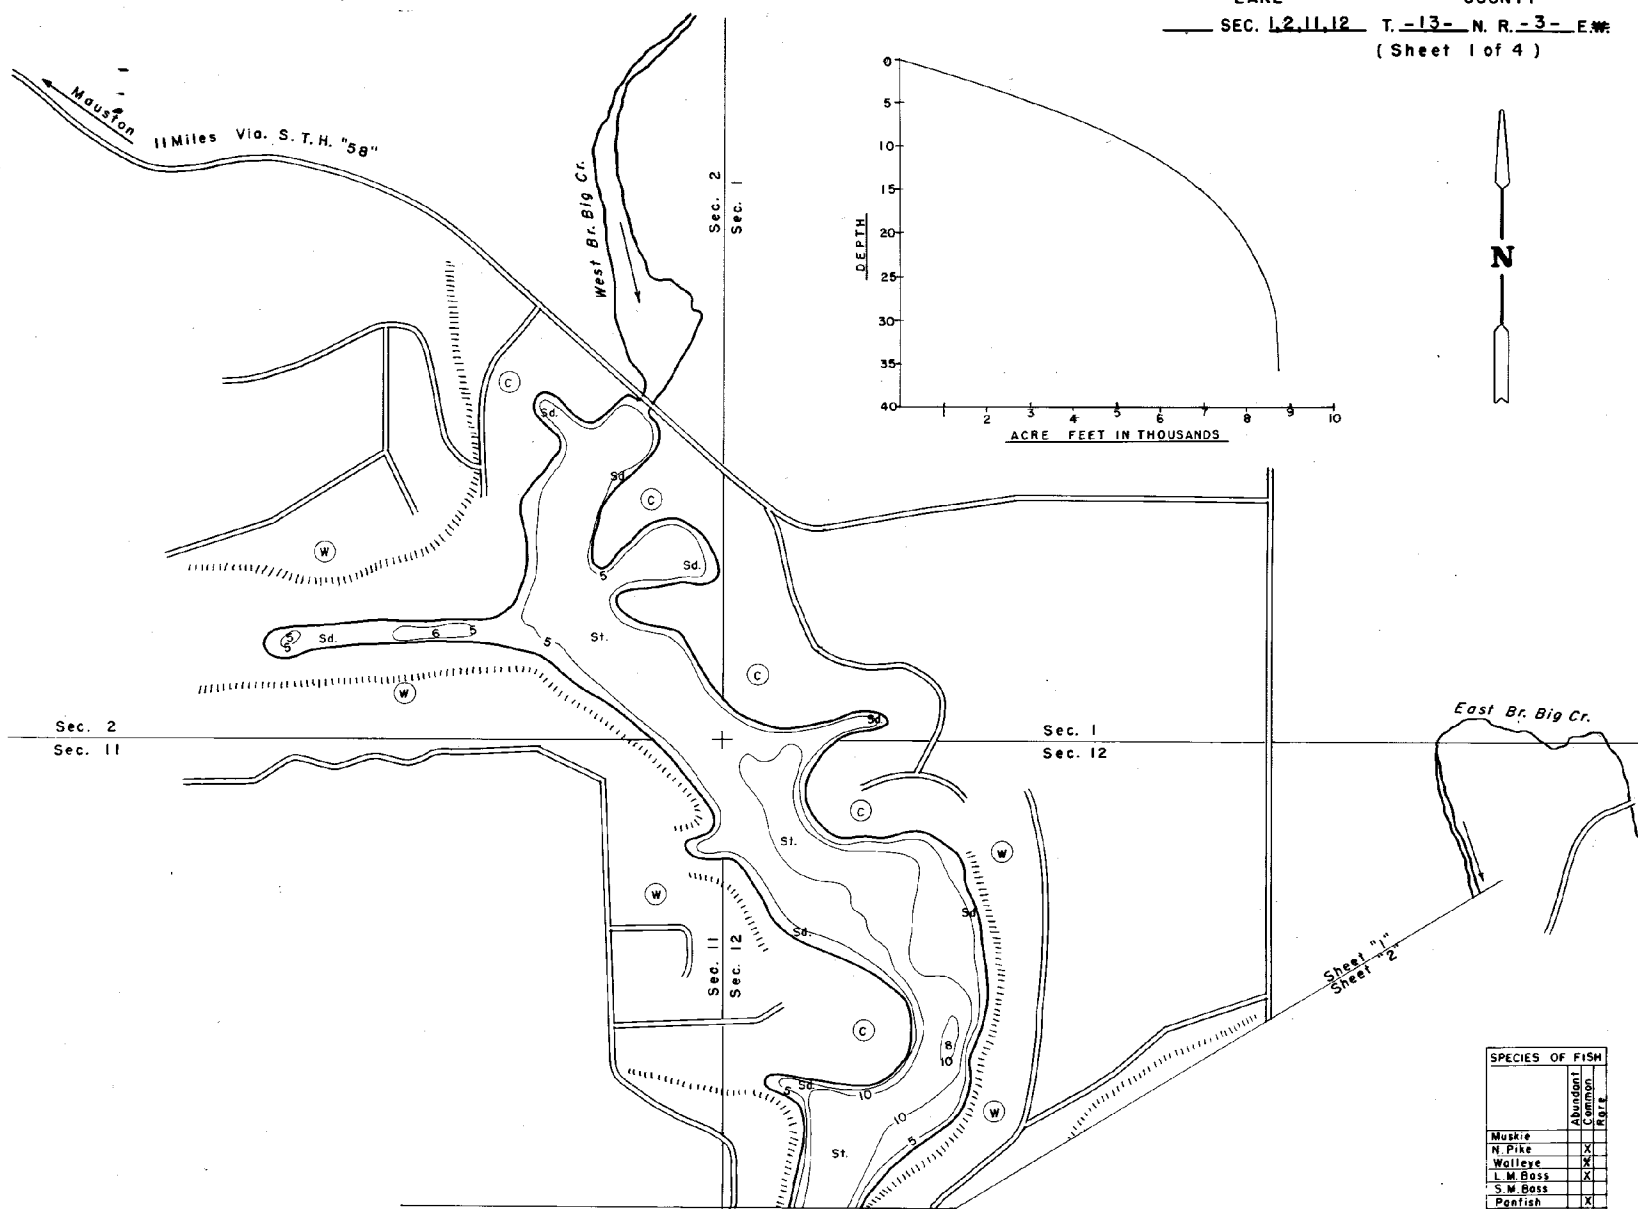 LAKE COUNTY
SEC. 1,2,11,12 T. -13- N. R. -3- E.W.
( Sheet 1 of 4 )
Mauston
11 Miles Via. S. T. H. "58"
West Br. Big Cr.
Sec. 2
Sec. 1
0
5
10
15
20
25
30
35
40
DEPTH
1 2 3 4 5 6 7 8 9 10
ACRE FEET IN THOUSANDS
N
C
Sd.
Sd.
C
W
5
Sd.
5
5
Sd.
6
5
5
St.
W
C
Sd.
Sec. 2
Sec. 11
Sec. 1
Sec. 12
East Br. Big Cr.
C
St.
W
W
Sd.
Sd.
Sec. 11
Sec. 12
Sheet "1"
Sheet "2"
C
8
10
5
Sd.
10
10
5
W
St.
SPECIES OF FISH
Abundant
Common
Rare
Muskie
N. Pike X
Walleye X
L. M. Bass X
S. M. Bass
Panfish X